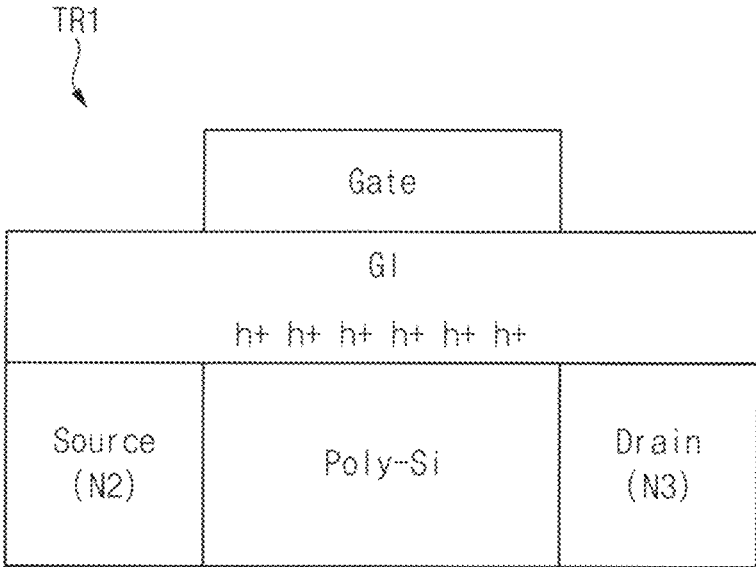 TR1
Gate
GI
h+ h+ h+ h+ h+ h+
Source
(N2)
Poly-Si
Drain
(N3)